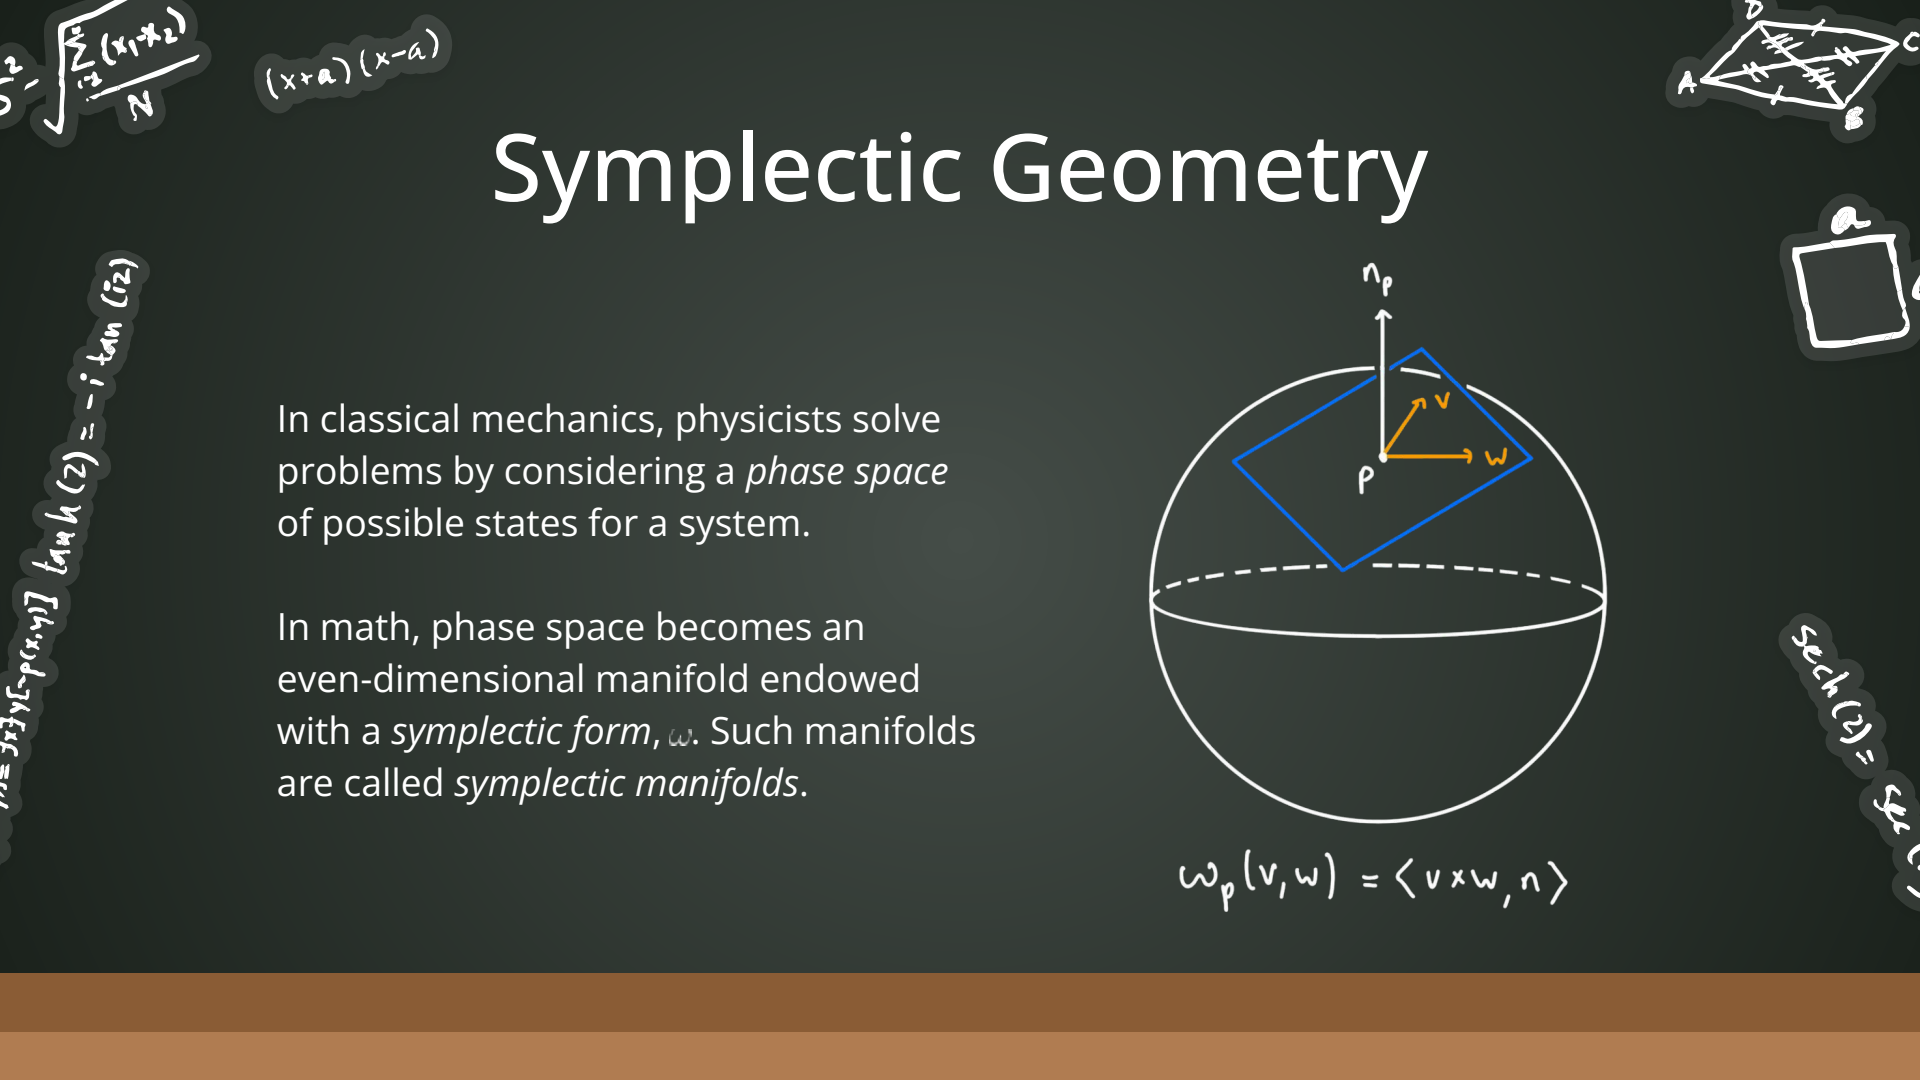 Symplectic Geometry
In classical mechanics, physicists solve
problems by considering a phase space
of possible states for a system.
In math, phase space becomes an
even-dimensional manifold endowed
with a symplectic form, ω. Such manifolds
are called symplectic manifolds.
n_p
v
w
p
ω_p(v,w) = ⟨v×w,n⟩
(x+a)(x-a)
N
D
C
A
B
a
tanh(z) = -i tan(iz)
sech(z) =
sec